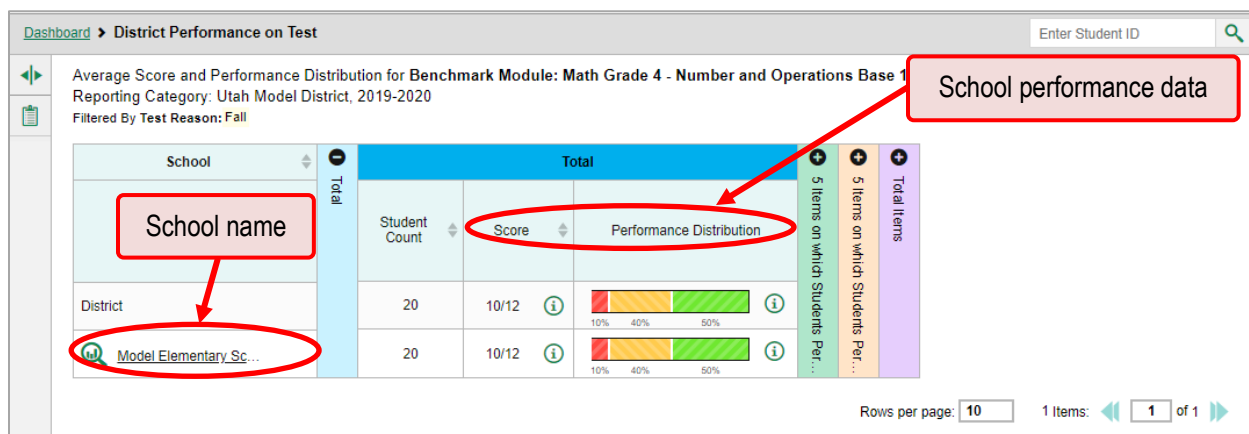 Dashboard > District Performance on Test
Enter Student ID
Average Score and Performance Distribution for Benchmark Module: Math Grade 4 - Number and Operations Base 1
Reporting Category: Utah Model District, 2019-2020
Filtered By Test Reason: Fall
School performance data
School
Total
Total
5 Items on which Students Per...
5 Items on which Students Per...
Total Items
School name
Student
Count
Score
Performance Distribution
District
20
10/12
10% 40% 50%
Model Elementary Sc...
20
10/12
10% 40% 50%
Rows per page: 10
1 Items: 1 of 1